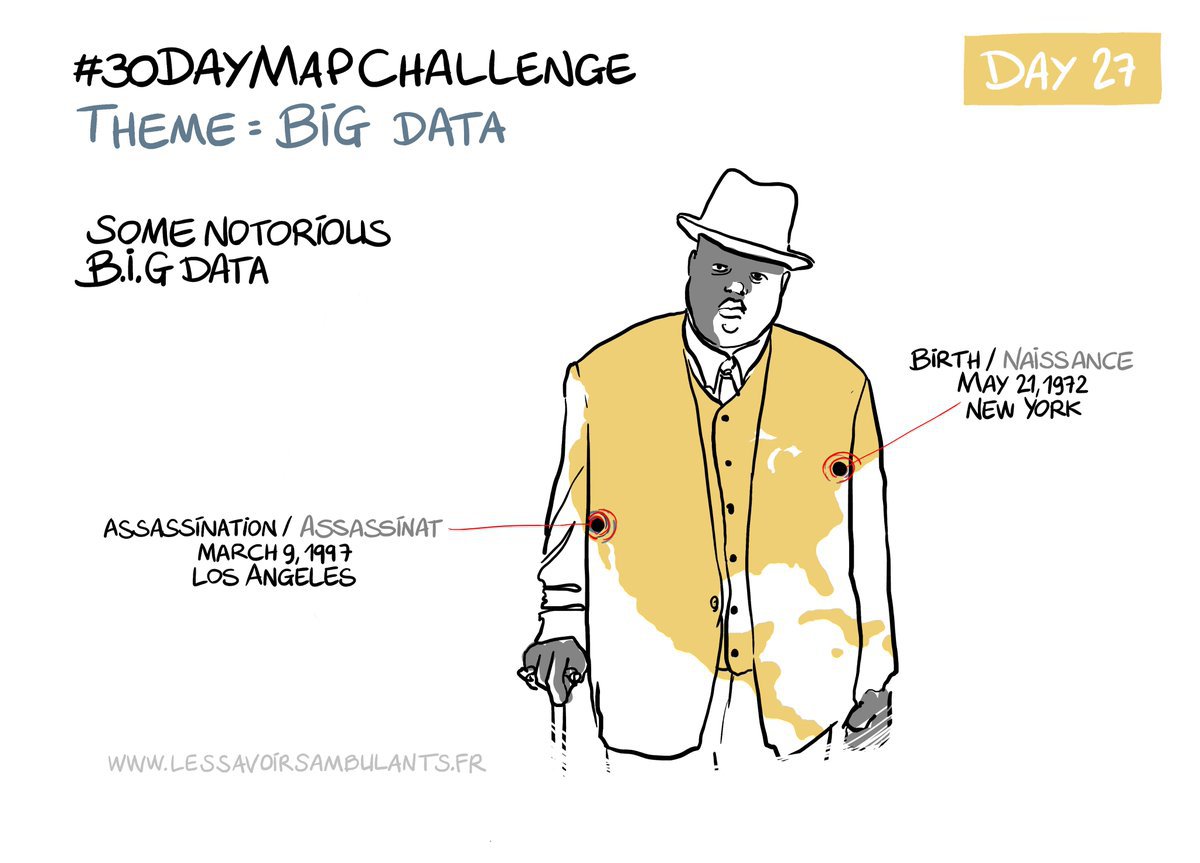 #30DAYMAPCHALLENGE
DAY 27
THEME = BIG DATA
SOME NOTORIOUS
B.I.G DATA
BIRTH / NAISSANCE
MAY 21, 1972
NEW YORK
ASSASSINATION / ASSASSINAT
MARCH 9, 1997
LOS ANGELES
WWW.LESSAVOIRSAMBULANTS.FR